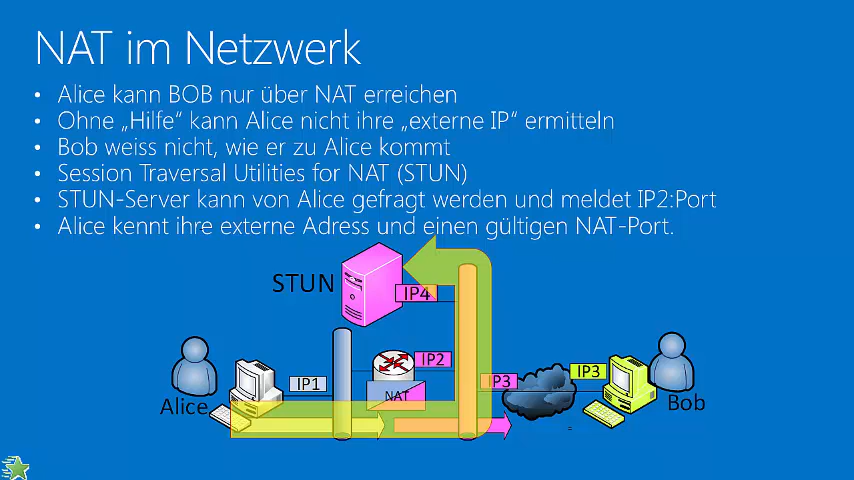 NAT im Netzwerk
• Alice kann BOB nur über NAT erreichen
• Ohne „Hilfe“ kann Alice nicht ihre „externe IP“ ermitteln
• Bob weiss nicht, wie er zu Alice kommt
• Session Traversal Utilities for NAT (STUN)
• STUN-Server kann von Alice gefragt werden und meldet IP2:Port
• Alice kennt ihre externe Adress und einen gültigen NAT-Port.
STUN
IP4
IP2
IP1
IP3
IP3
NAT
Alice
Bob